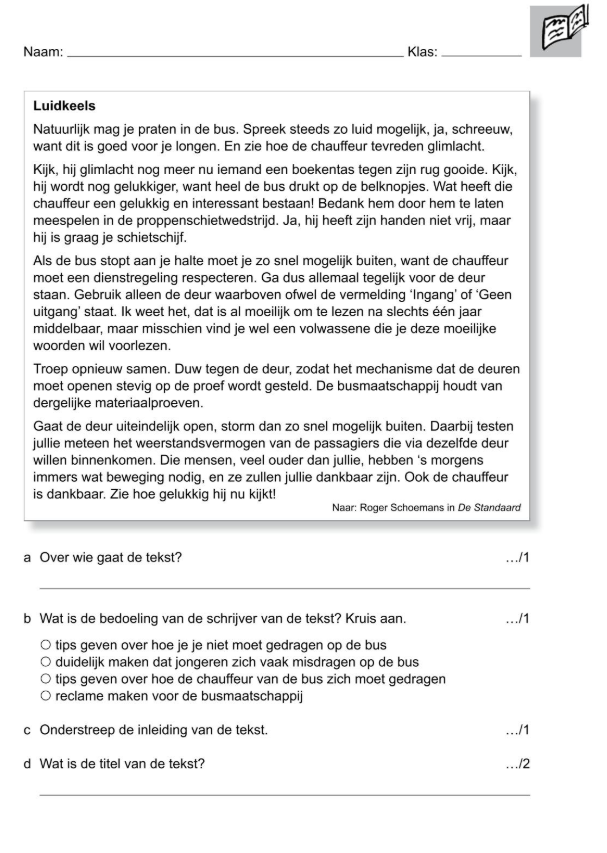 Naam: Klas:
Luidkeels
Natuurlijk mag je praten in de bus. Spreek steeds zo luid mogelijk, ja, schreeuw,
want dit is goed voor je longen. En zie hoe de chauffeur tevreden glimlacht.
Kijk, hij glimlacht nog meer nu iemand een boekentas tegen zijn rug gooide. Kijk,
hij wordt nog gelukkiger, want heel de bus drukt op de belknopjes. Wat heeft die
chauffeur een gelukkig en interessant bestaan! Bedank hem door hem te laten
meespelen in de proppenschietwedstrijd. Ja, hij heeft zijn handen niet vrij, maar
hij is graag je schietschijf.
Als de bus stopt aan je halte moet je zo snel mogelijk buiten, want de chauffeur
moet een dienstregeling respecteren. Ga dus allemaal tegelijk voor de deur
staan. Gebruik alleen de deur waarboven ofwel de vermelding ‘Ingang’ of ‘Geen
uitgang’ staat. Ik weet het, dat is al moeilijk om te lezen na slechts één jaar
middelbaar, maar misschien vind je wel een volwassene die je deze moeilijke
woorden wil voorlezen.
Troep opnieuw samen. Duw tegen de deur, zodat het mechanisme dat de deuren
moet openen stevig op de proef wordt gesteld. De busmaatschappij houdt van
dergelijke materiaalproeven.
Gaat de deur uiteindelijk open, storm dan zo snel mogelijk buiten. Daarbij testen
jullie meteen het weerstandsvermogen van de passagiers die via dezelfde deur
willen binnenkomen. Die mensen, veel ouder dan jullie, hebben ‘s morgens
immers wat beweging nodig, en ze zullen jullie dankbaar zijn. Ook de chauffeur
is dankbaar. Zie hoe gelukkig hij nu kijkt!
Naar: Roger Schoemans in De Standaard
a Over wie gaat de tekst? …/1
b Wat is de bedoeling van de schrijver van de tekst? Kruis aan. …/1
tips geven over hoe je je niet moet gedragen op de bus
duidelijk maken dat jongeren zich vaak misdragen op de bus
tips geven over hoe de chauffeur van de bus zich moet gedragen
reclame maken voor de busmaatschappij
c Onderstreep de inleiding van de tekst. …/1
d Wat is de titel van de tekst? …/2